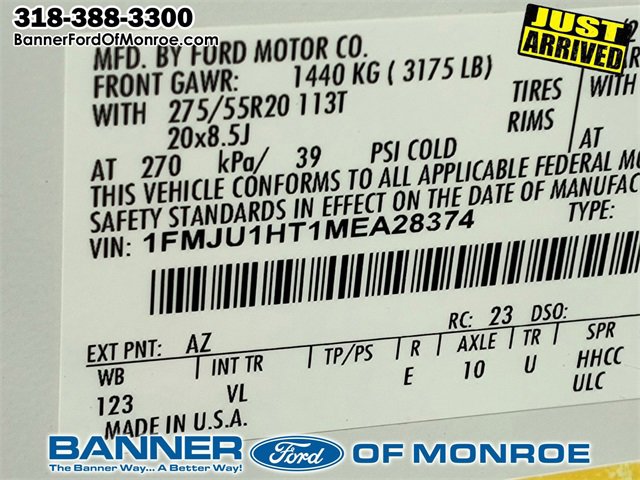 318-388-3300
BannerFordOfMonroe.com
JUST
ARRIVED
MFD. BY FORD MOTOR CO.
FRONT GAWR: 1440 KG ( 3175 LB)
WITH 275/55R20 113T TIRES WITH
20x8.5J RIMS
AT 270 kPa/ 39 PSI COLD AT
THIS VEHICLE CONFORMS TO ALL APPLICABLE FEDERAL
SAFETY STANDARDS IN EFFECT ON THE DATE OF
VIN: 1FMJU1HT1MEA28374 TYPE:
EXT PNT: AZ RC: 23 DSO:
WB INT TR TP/PS R AXLE TR SPR
123 VL E 10 U HHCC
ULC
MADE IN U.S.A.
BANNER Ford OF MONROE
The Banner Way... A Better Way!